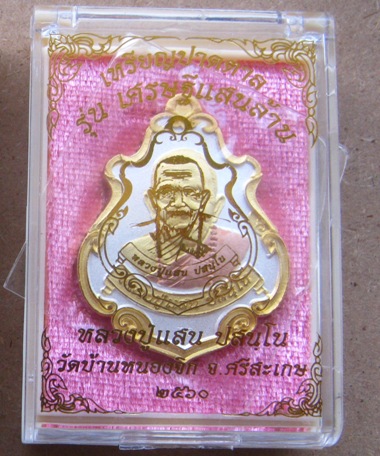 เหรียญปาดตาล
รุ่น เศรษฐีแสนล้าน
หลวงปู่แสน ปสนฺโน
หลวงปู่แสน ปสนฺโน
วัดบ้านหนองจิก จ.ศรีสะเกษ
๒๕๖๐